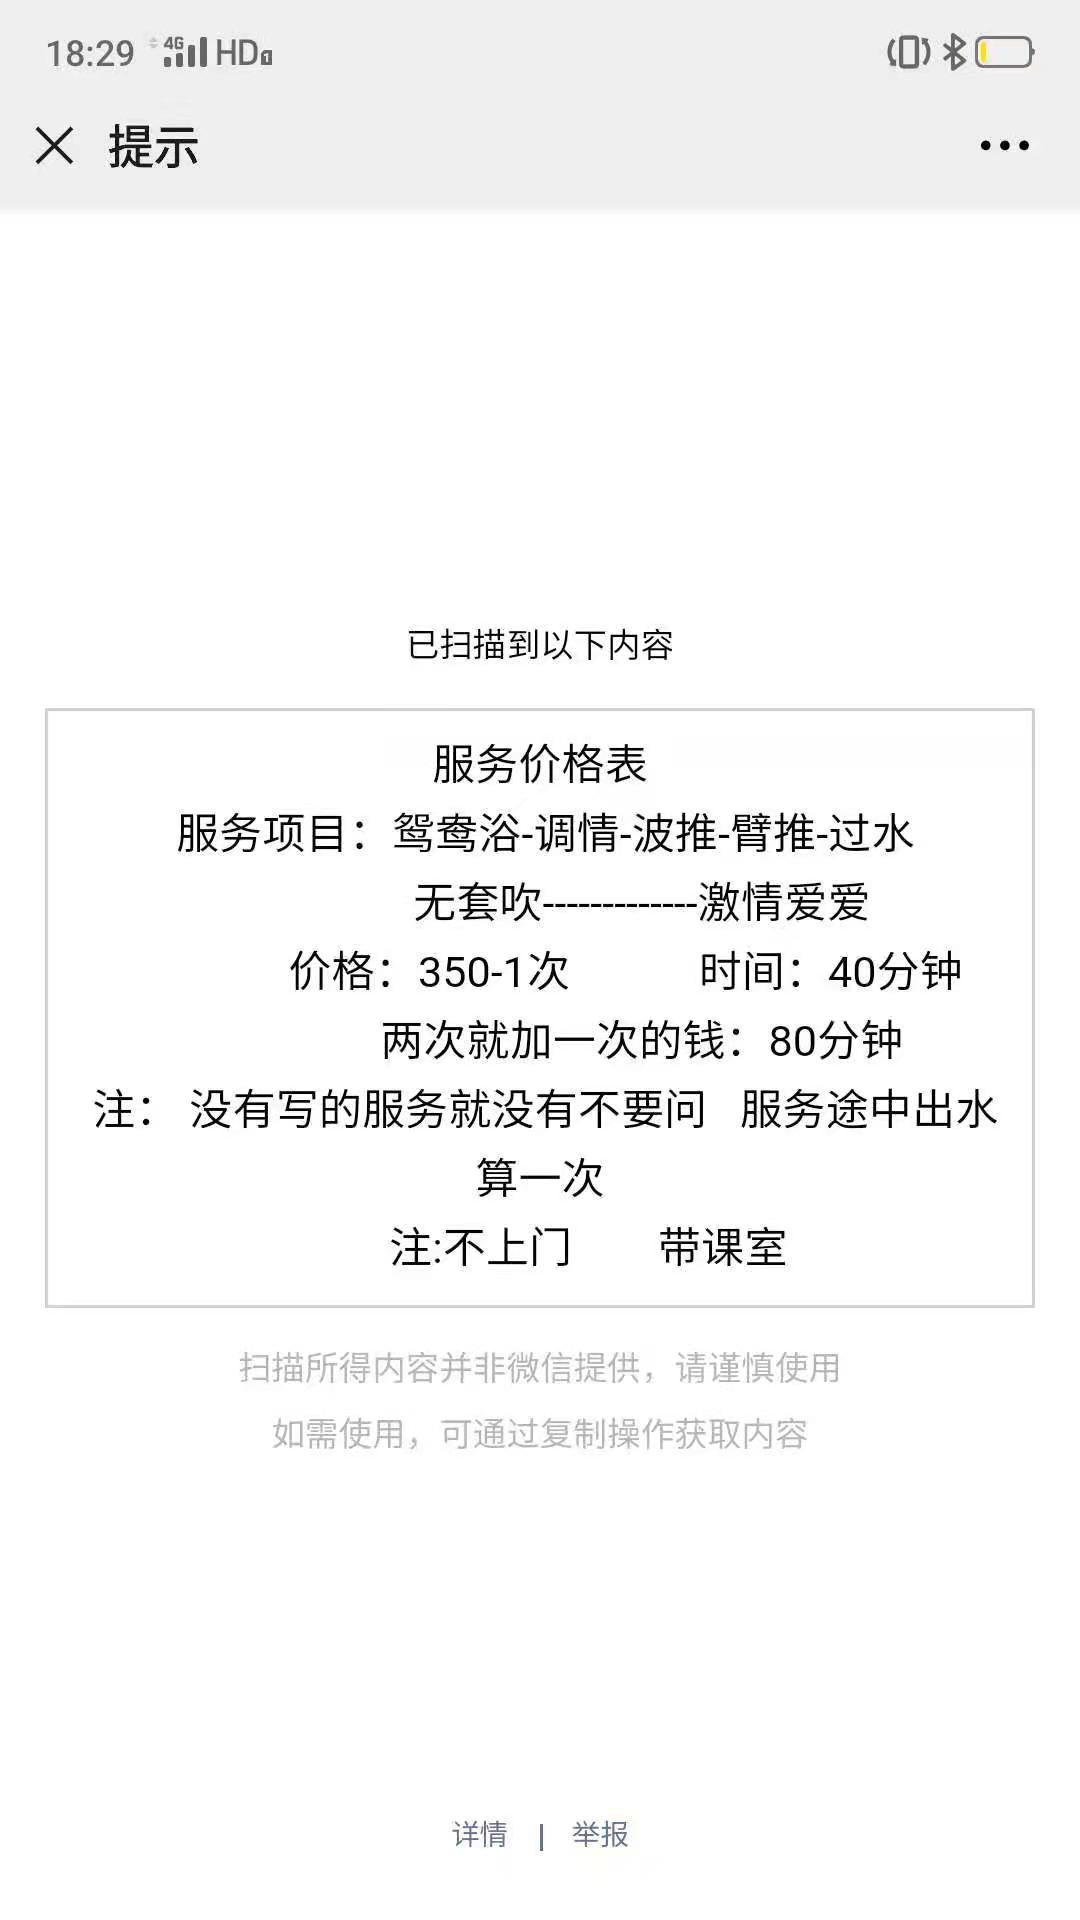 18:29 4G HD1
提示
已扫描到以下内容
服务价格表
服务项目：鸳鸯浴-调情-波推-臂推-过水
无套吹-------------激情爱爱
价格：350-1次 时间：40分钟
两次就加一次的钱：80分钟
注： 没有写的服务就没有不要问 服务途中出水
算一次
注:不上门 带课室
扫描所得内容并非微信提供，请谨慎使用
如需使用，可通过复制操作获取内容
详情 | 举报